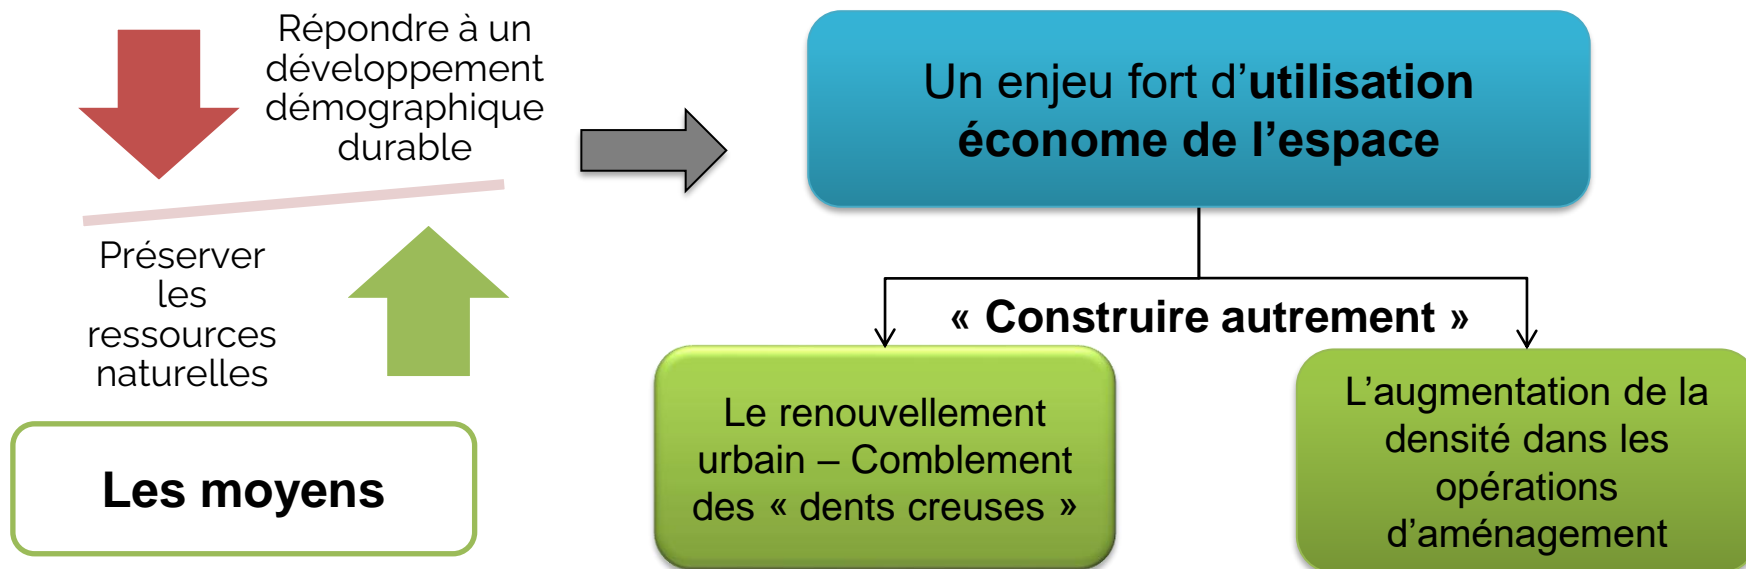 Répondre à un
développement
démographique
durable
Préserver
les
ressources
naturelles
Les moyens
Un enjeu fort d’utilisation
économe de l’espace
« Construire autrement »
Le renouvellement
urbain – Comblement
des « dents creuses »
L’augmentation de la
densité dans les
opérations
d’aménagement